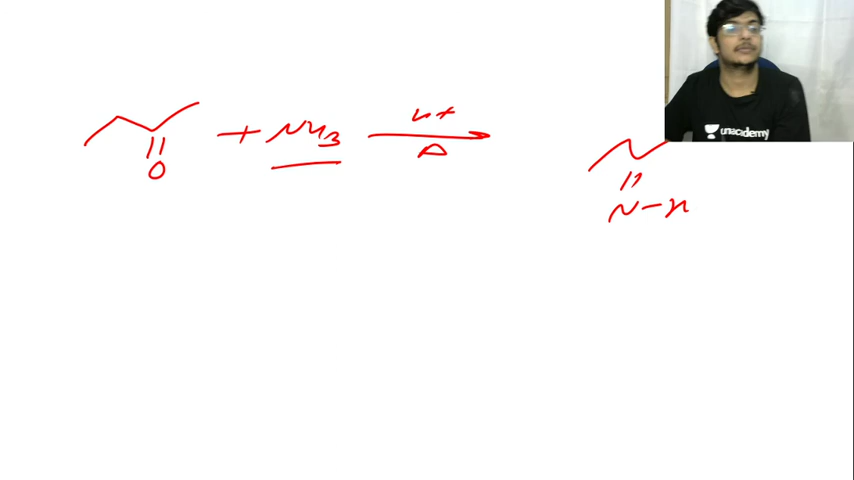 + NH3 H+
Δ
O
N-H
unacademy